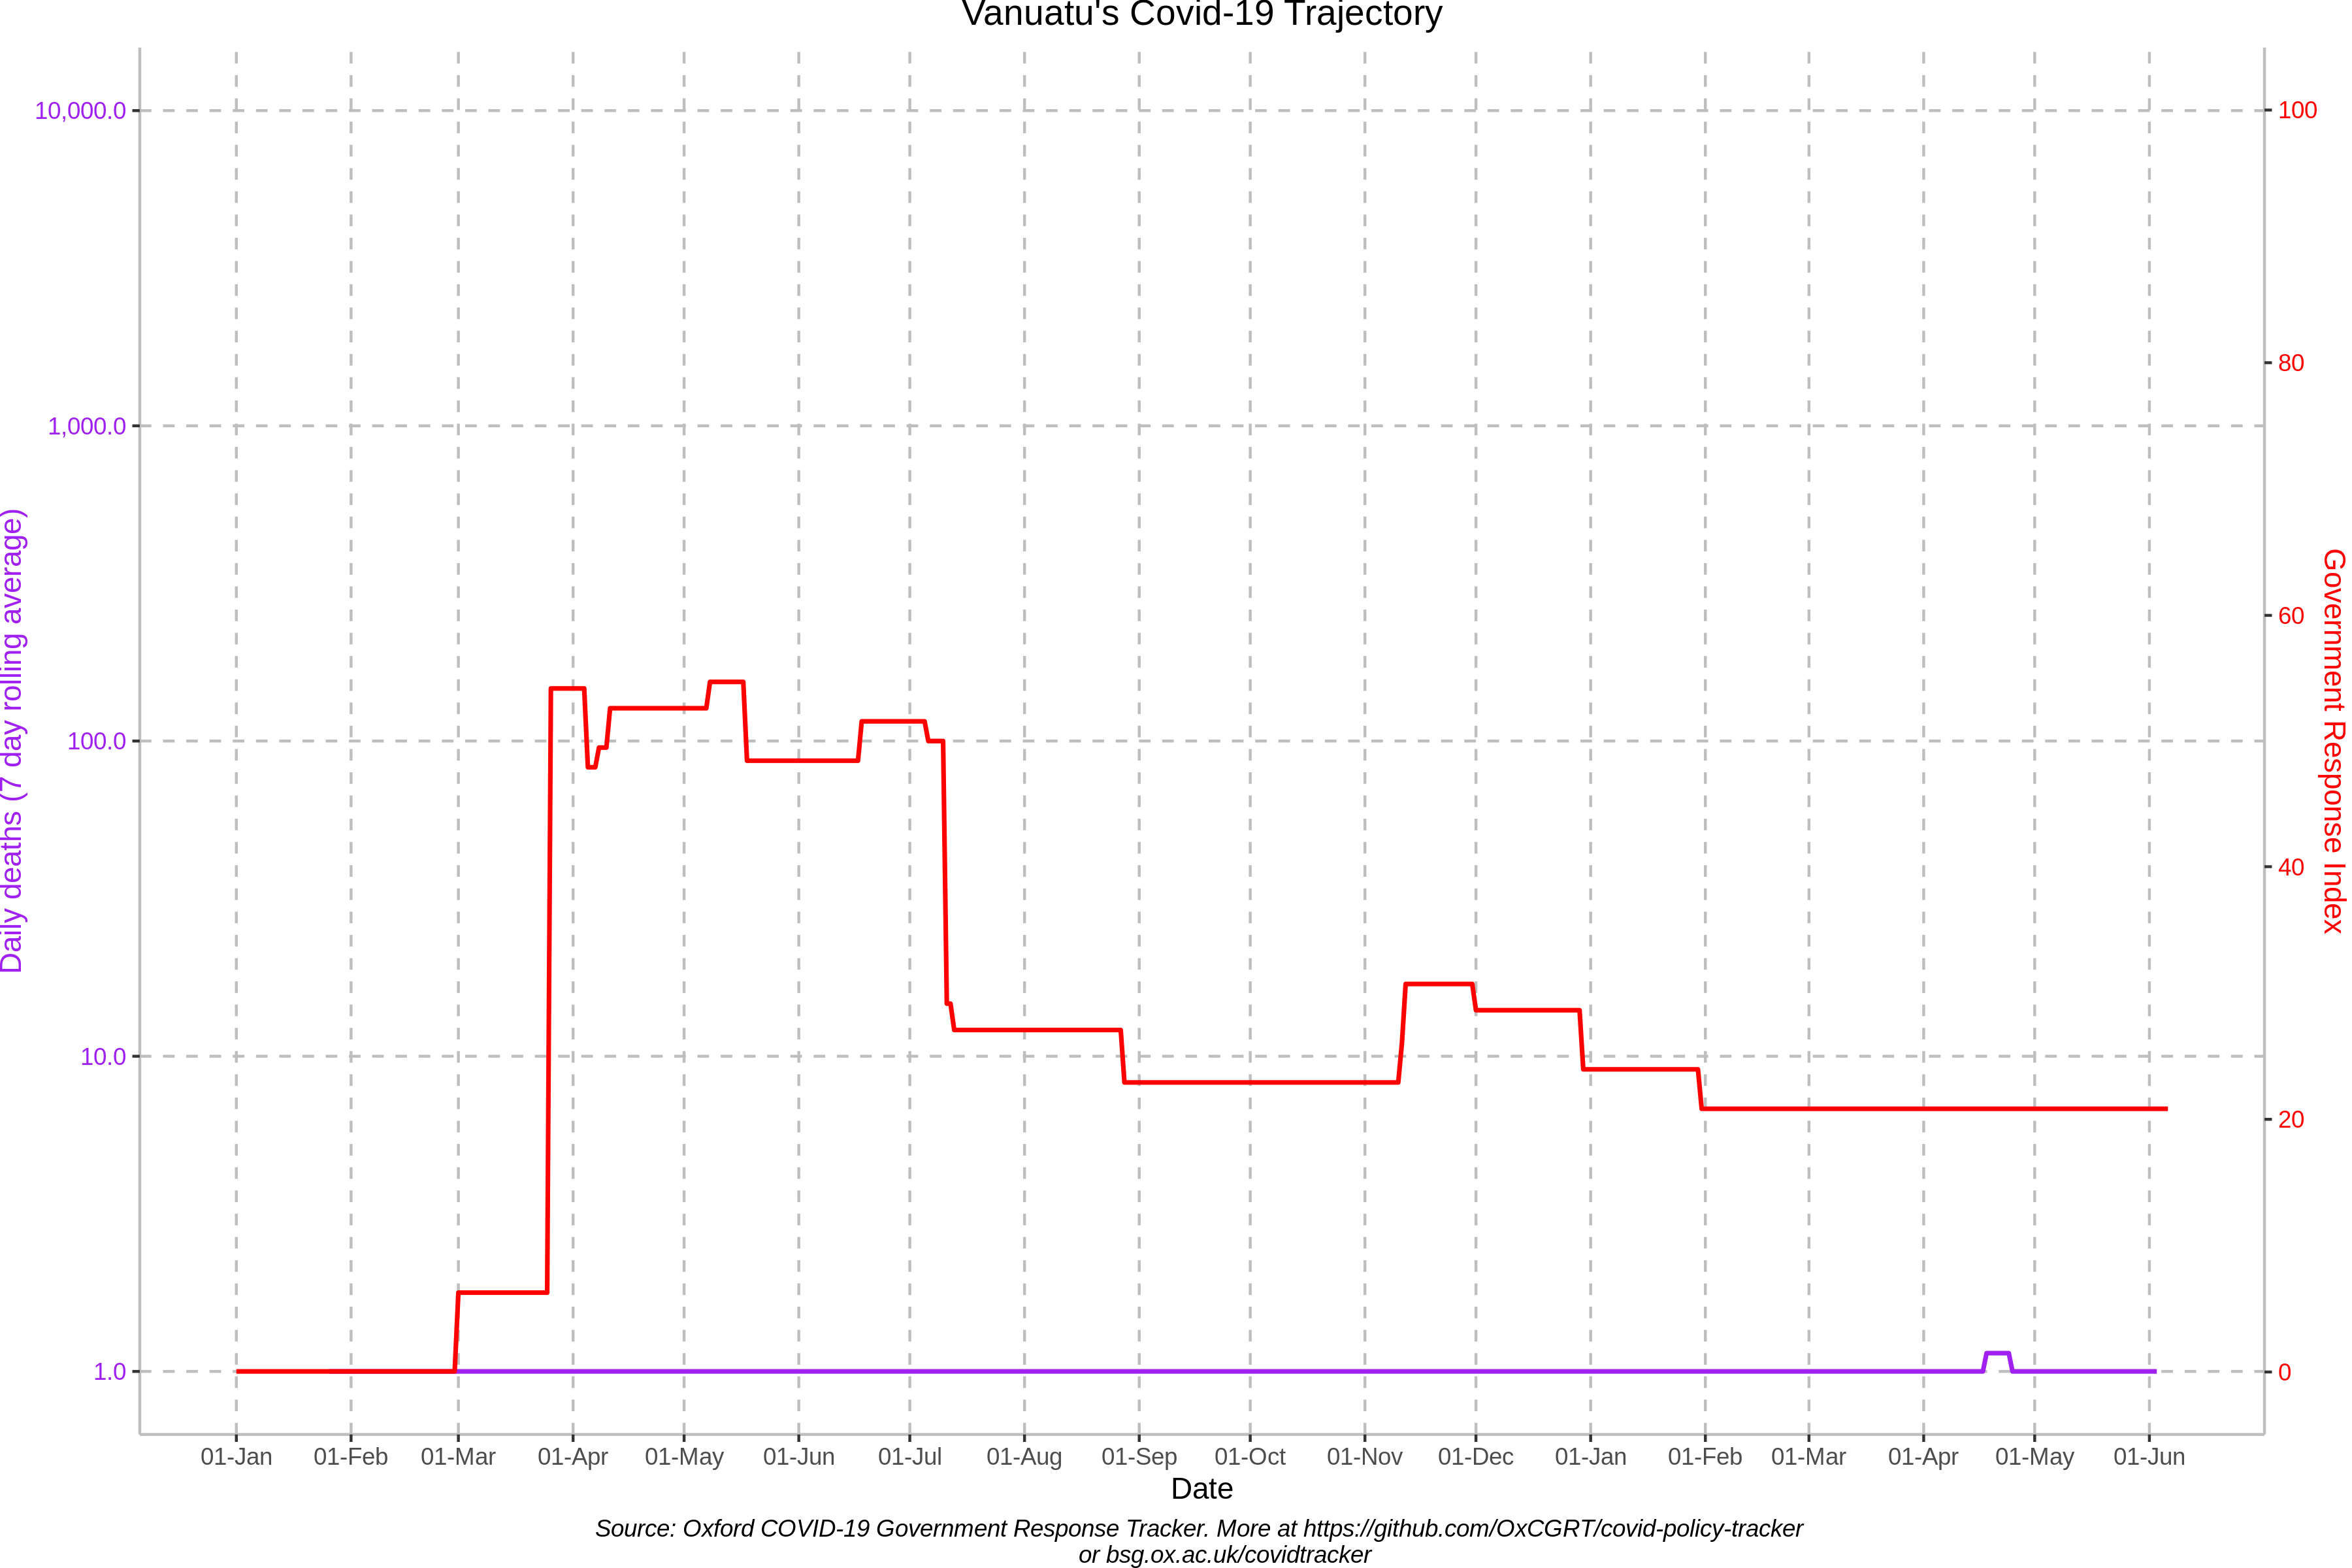 Vanuatu's Covid-19 Trajectory
10,000.0
1,000.0
100.0
10.0
1.0
Daily deaths (7 day rolling average)
100
80
60
40
20
0
Government Response Index
01-Jan 01-Feb 01-Mar 01-Apr 01-May 01-Jun 01-Jul 01-Aug 01-Sep 01-Oct 01-Nov 01-Dec 01-Jan 01-Feb 01-Mar 01-Apr 01-May 01-Jun
Date
Source: Oxford COVID-19 Government Response Tracker. More at https://github.com/OxCGRT/covid-policy-tracker
or bsg.ox.ac.uk/covidtracker